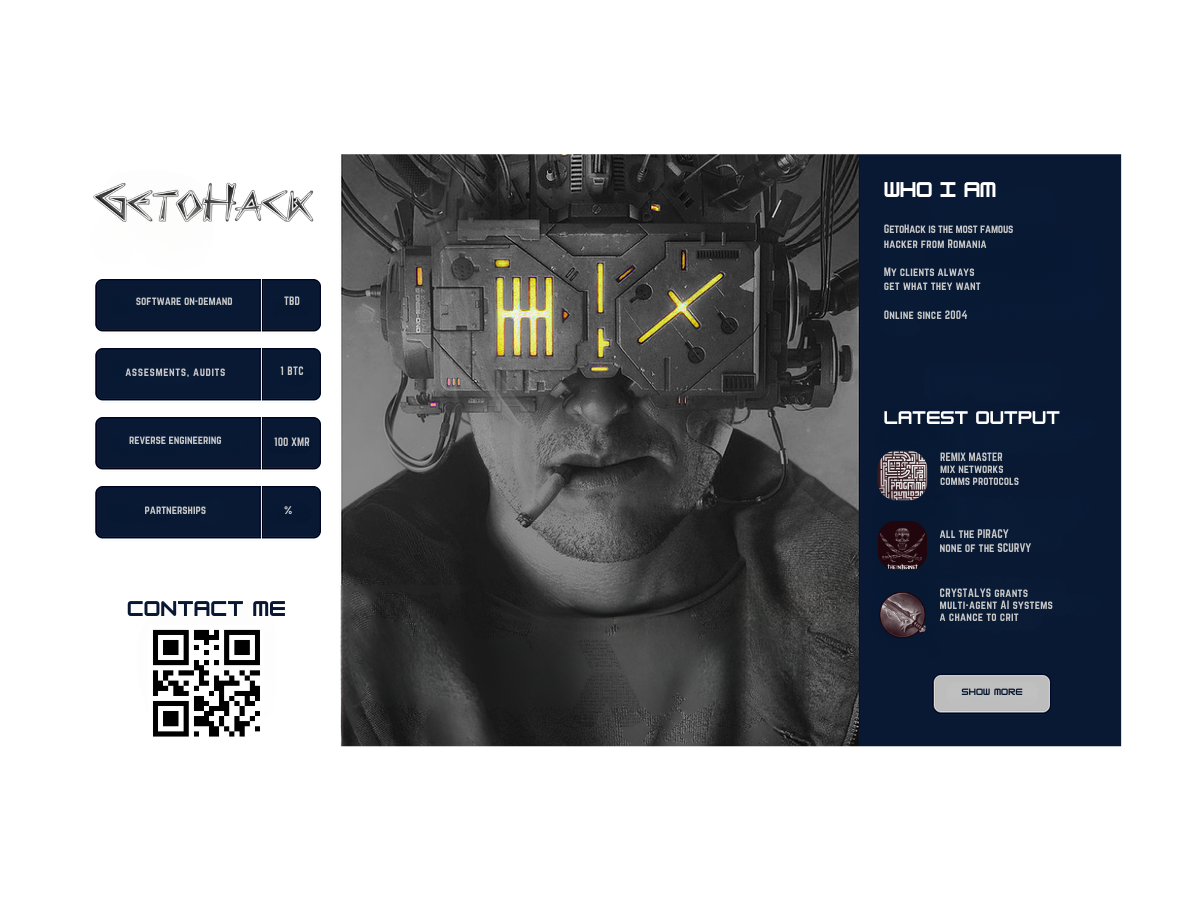 GetoHack
SOFTWARE ON-DEMAND
TBD
ASSESMENTS, AUDITS
1 BTC
REVERSE ENGINEERING
100 XMR
PARTNERSHIPS
%
CONTACT ME
WHO I AM
GetoHack is the most famous
hacker from Romania
My clients always
get what they want
Online since 2004
LATEST OUTPUT
REMIX MASTER
MIX NETWORKS
COMMS PROTOCOLS
ALL THE PIRACY
NONE OF THE SCURVY
THE INTERNET
CRYSTALYS GRANTS
MULTI-AGENT AI SYSTEMS
A CHANCE TO CRIT
SHOW MORE